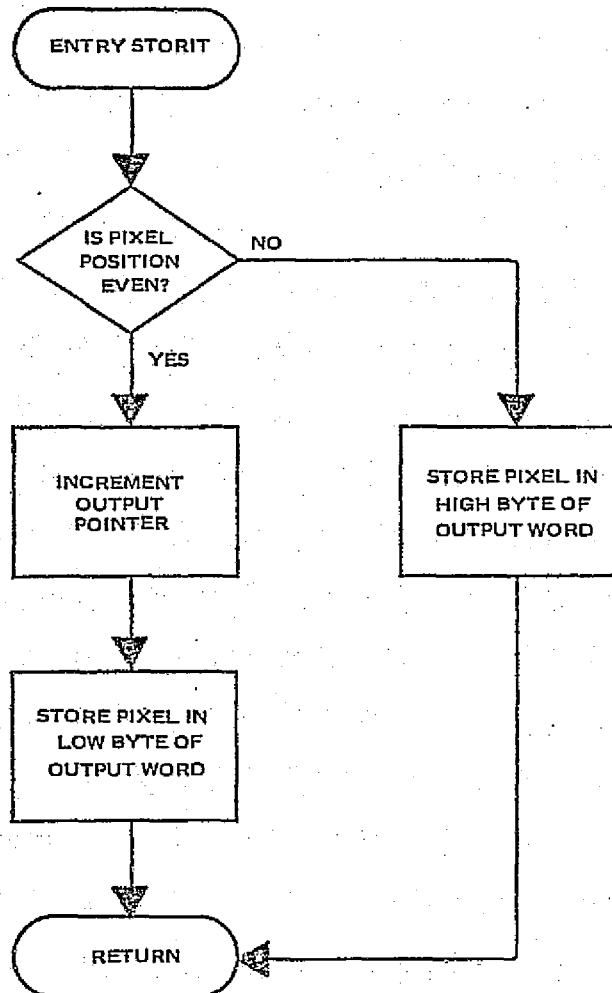 ENTRY STORIT
IS PIXEL
POSITION
EVEN?
NO
YES
INCREMENT
OUTPUT
POINTER
STORE PIXEL IN
HIGH BYTE OF
OUTPUT WORD
STORE PIXEL IN
LOW BYTE OF
OUTPUT WORD
RETURN